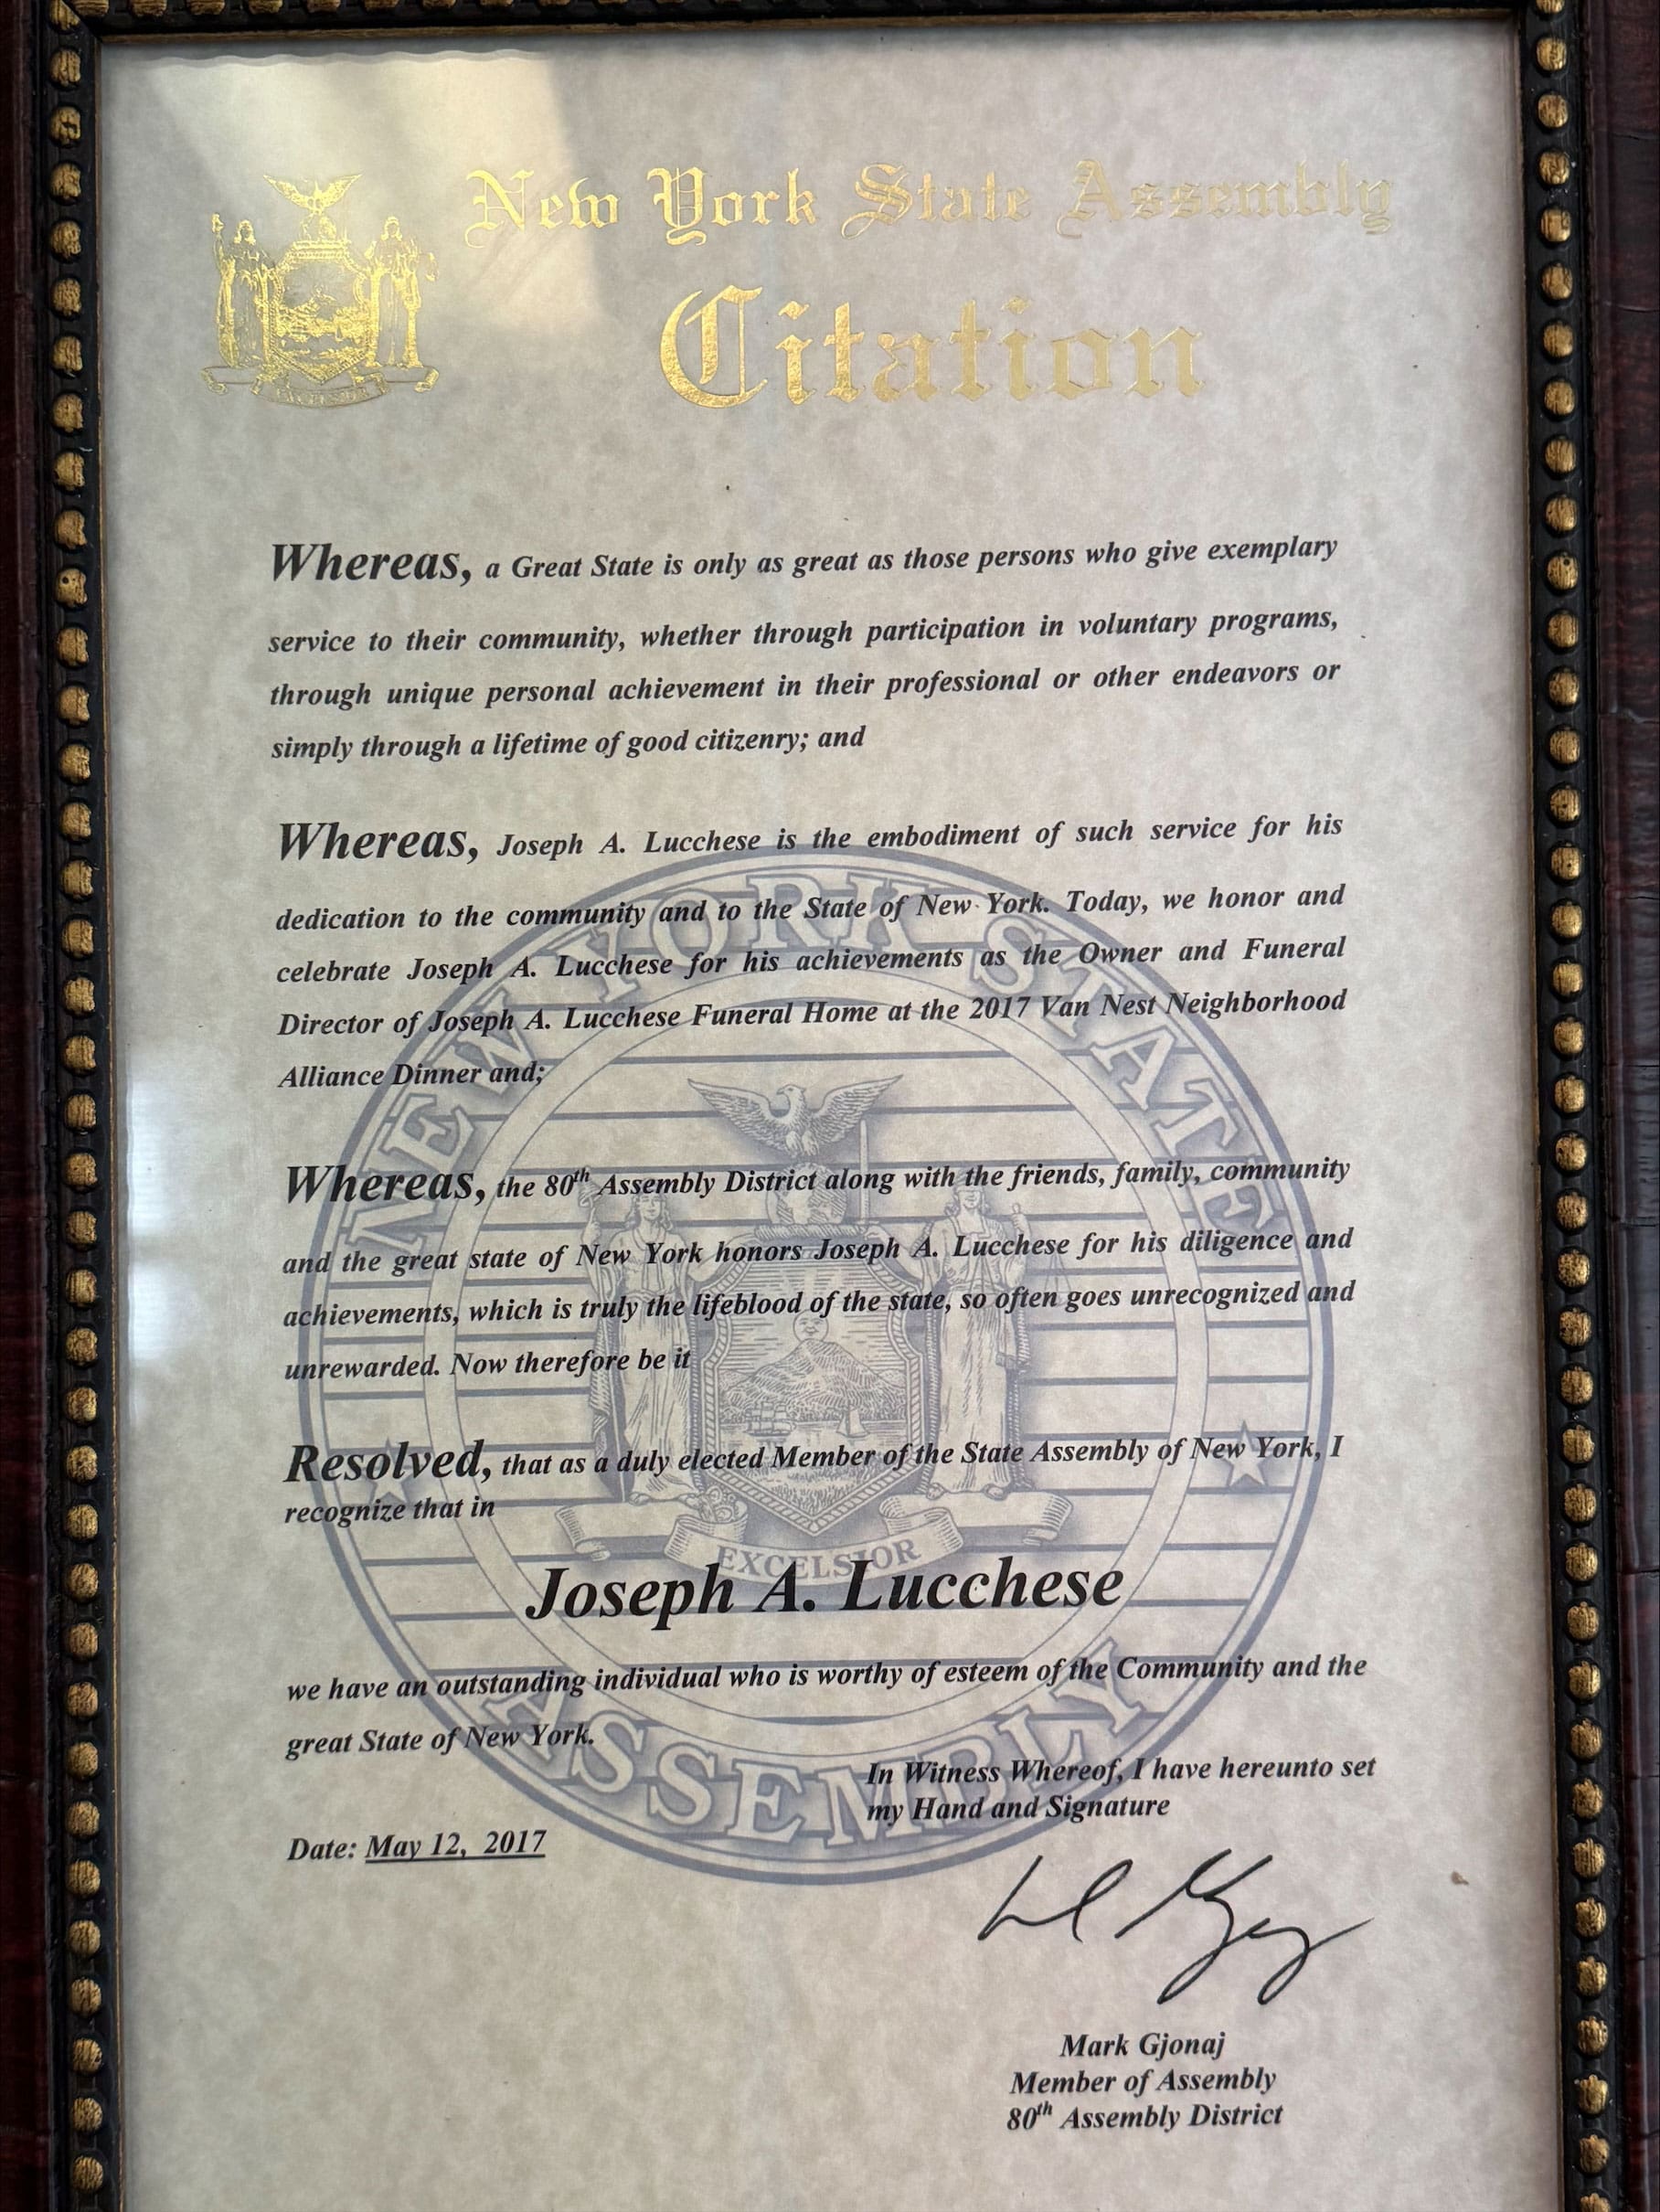 New York State Assembly
Citation
EXCELSIOR
Whereas, a Great State is only as great as those persons who give exemplary
service to their community, whether through participation in voluntary programs,
through unique personal achievement in their professional or other endeavors or
simply through a lifetime of good citizenry; and
Whereas, Joseph A. Lucchese is the embodiment of such service for his
dedication to the community and to the State of New York. Today, we honor and
celebrate Joseph A. Lucchese for his achievements as the Owner and Funeral
Director of Joseph A. Lucchese Funeral Home at the 2017 Van Nest Neighborhood
Alliance Dinner and;
Whereas, the 80th Assembly District along with the friends, family, community
and the great state of New York honors Joseph A. Lucchese for his diligence and
achievements, which is truly the lifeblood of the state, so often goes unrecognized and
unrewarded. Now therefore be it
Resolved, that as a duly elected Member of the State Assembly of New York, I
recognize that in
Joseph A. Lucchese
we have an outstanding individual who is worthy of esteem of the Community and the
great State of New York.
In Witness Whereof, I have hereunto set
my Hand and Signature
Date: May 12, 2017
Mark Gjonaj
Member of Assembly
80th Assembly District
NEW YORK STATE
EXCELSIOR
ASSEMBLY